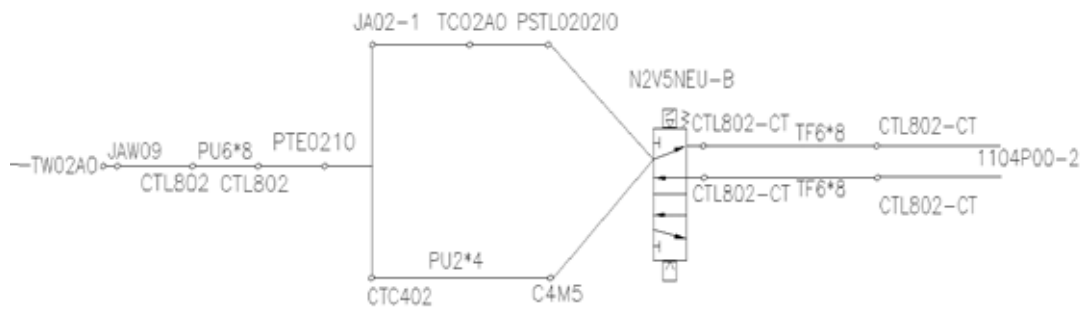 JA02-1 TC02A0 PSTL0202I0
N2V5NEU-B
CTL802-CT TF6*8 CTL802-CT
JAW09 PU6*8 PTE0210
TW02A0
CTL802 CTL802
1104P00-2
CTL802-CT TF6*8 CTL802-CT
PU2*4
CTC402 C4M5